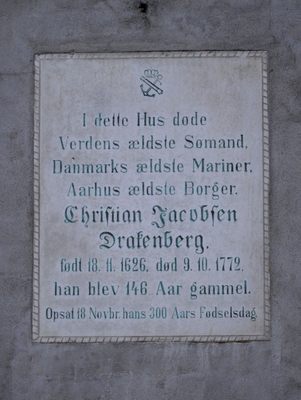 I dette Hus døde
Verdens ældste Sømand,
Danmarks ældste Mariner,
Aarhus ældste Borger.
Christian Jacobsen
Drakenberg,
født 18. 11. 1626, død 9. 10. 1772,
han blev 146 Aar gammel.
Opsat 18 Novbr. hans 300 Aars Fødselsdag.